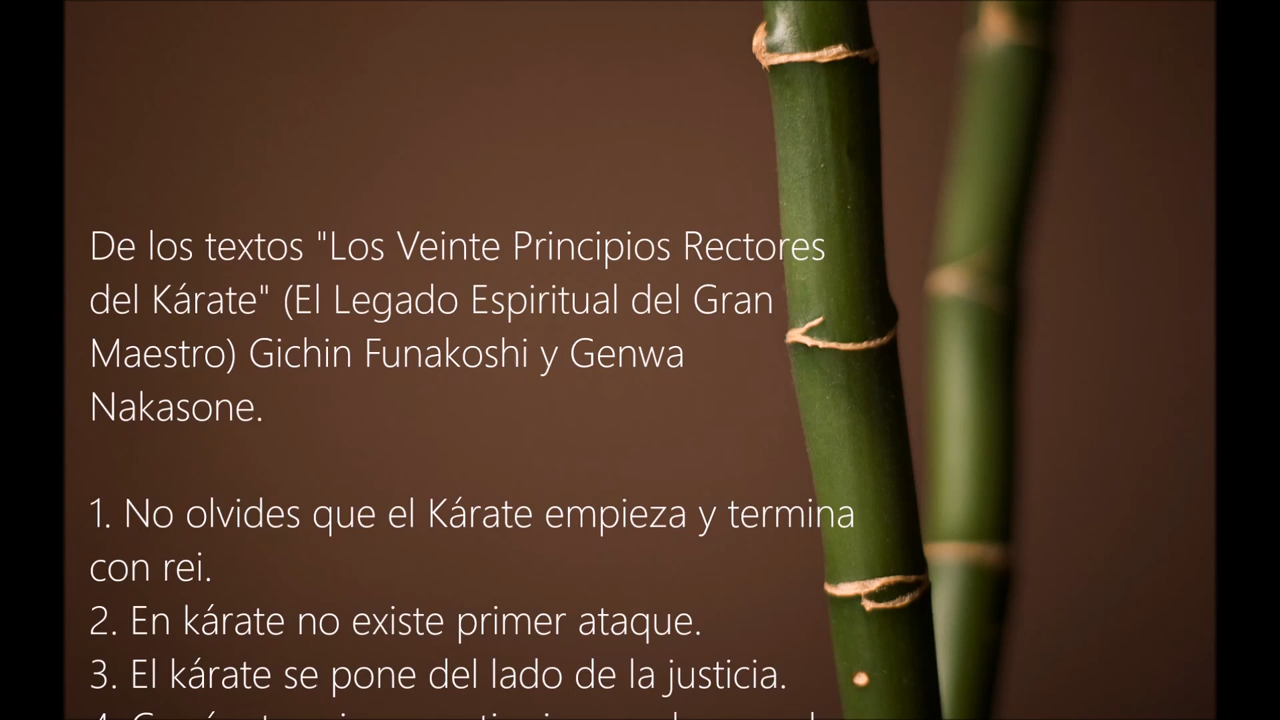 De los textos "Los Veinte Principios Rectores
del Kárate" (El Legado Espiritual del Gran
Maestro) Gichin Funakoshi y Genwa
Nakasone.
1. No olvides que el Kárate empieza y termina
con rei.
2. En kárate no existe primer ataque.
3. El kárate se pone del lado de la justicia.